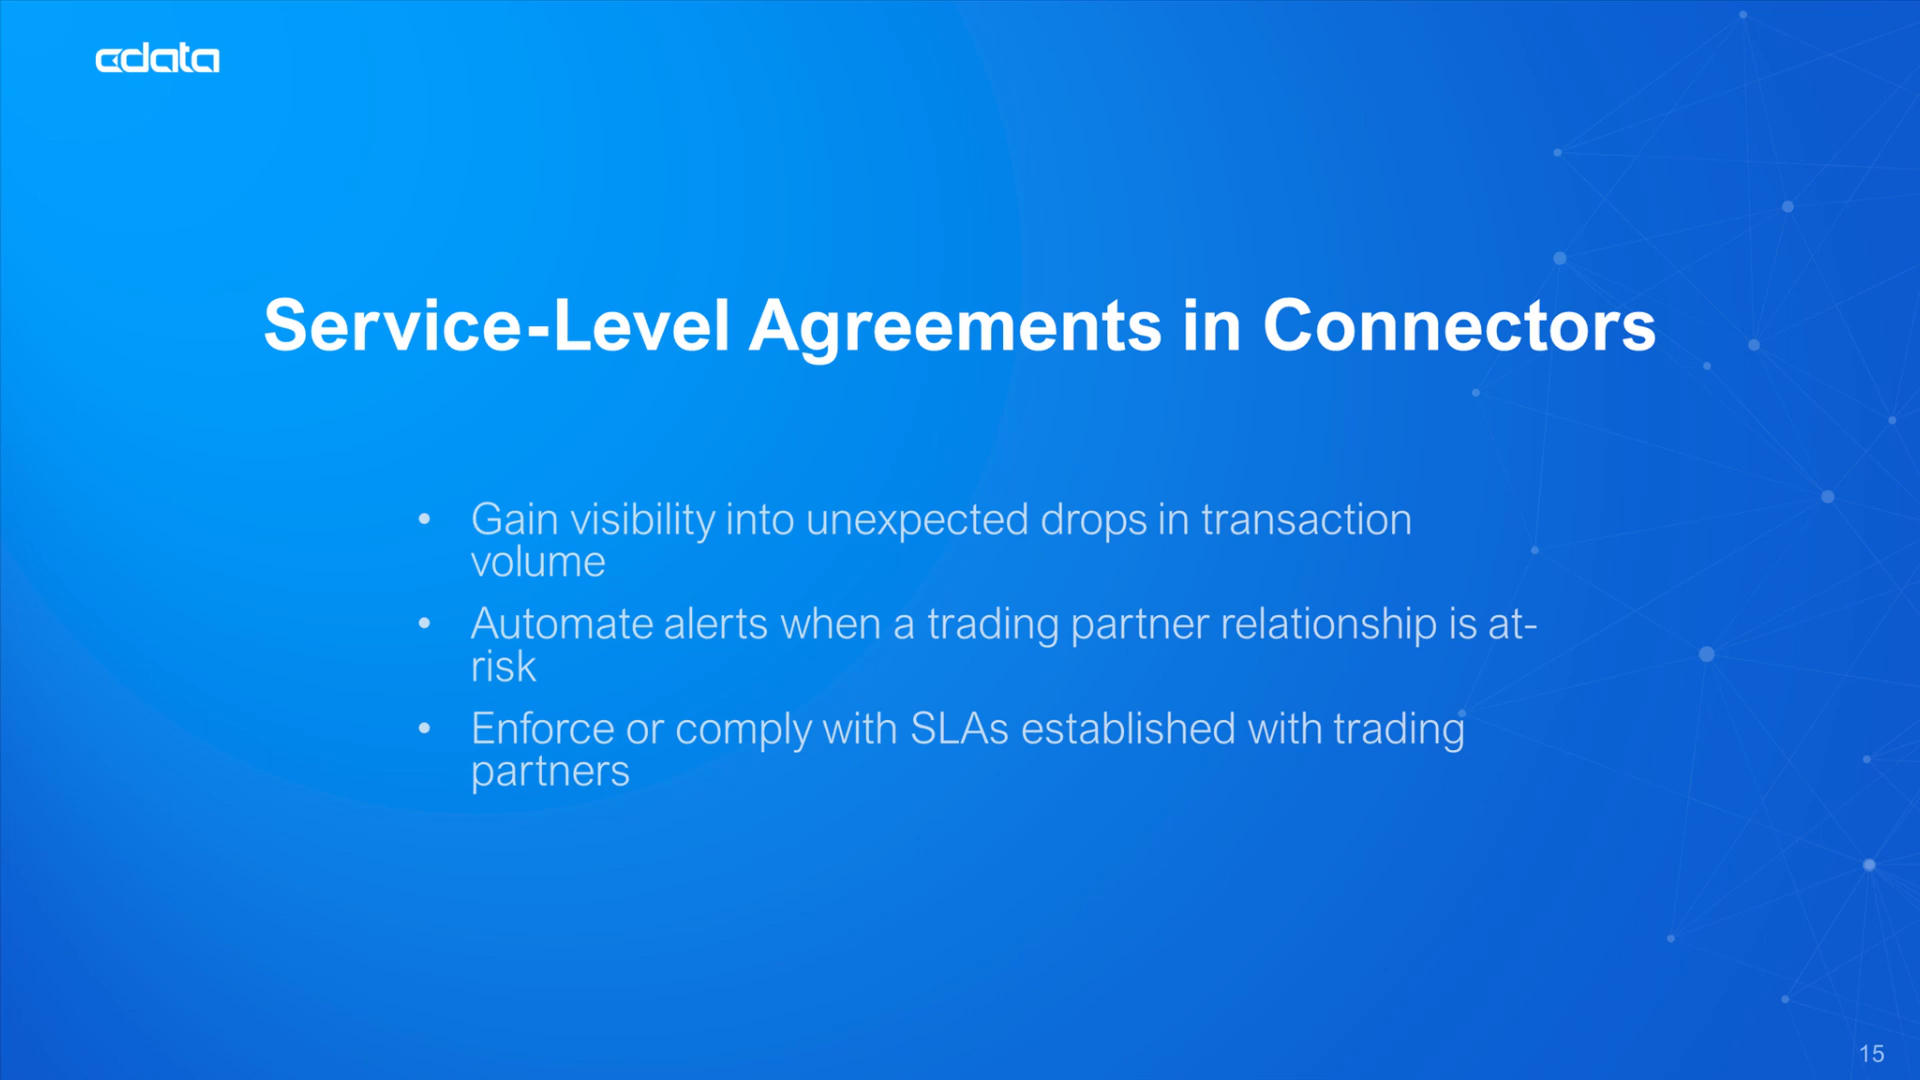 cdata
Service-Level Agreements in Connectors
• Gain visibility into unexpected drops in transaction
volume
• Automate alerts when a trading partner relationship is at-
risk
• Enforce or comply with SLAs established with trading
partners
15